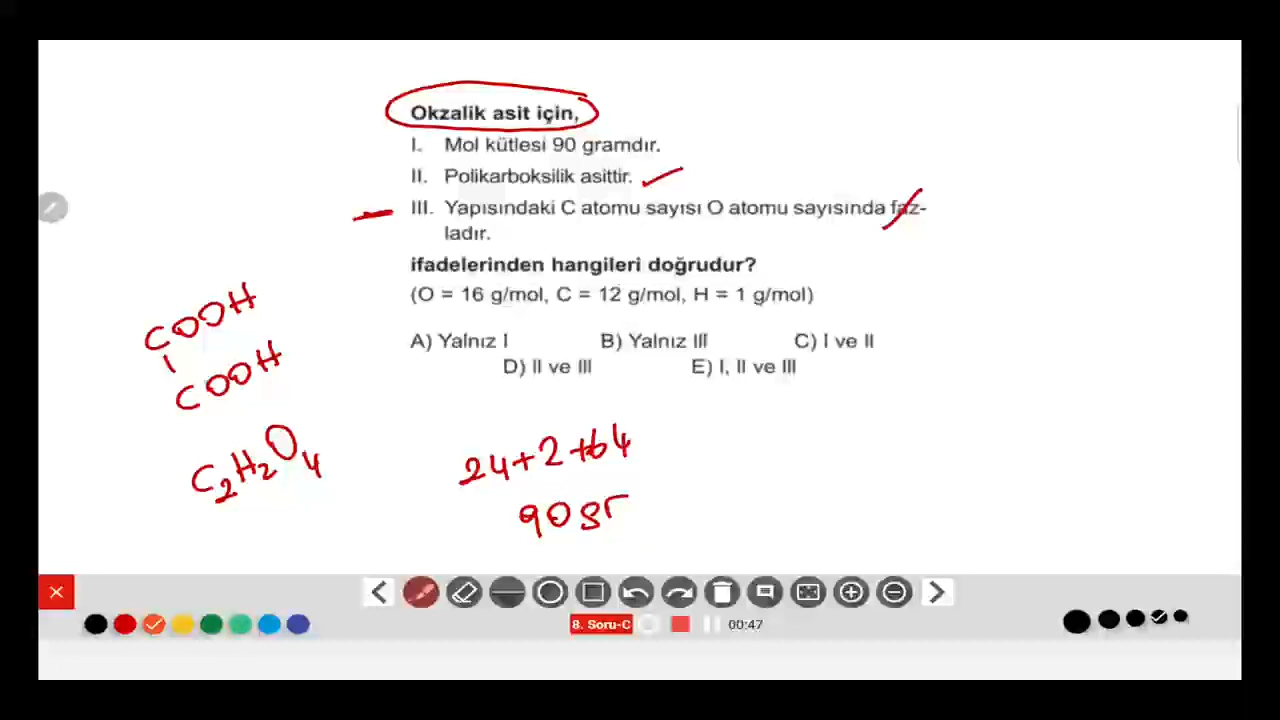 Okzalik asit için,
I. Mol kütlesi 90 gramdır.
II. Polikarboksilik asittir.
III. Yapısındaki C atomu sayısı O atomu sayısında faz-
ladır.
ifadelerinden hangileri doğrudur?
(O = 16 g/mol, C = 12 g/mol, H = 1 g/mol)
A) Yalnız I B) Yalnız III C) I ve II
D) II ve III E) I, II ve III
COOH
COOH
C2H2O4
24+2+64
90gr
8. Soru-C 00:47